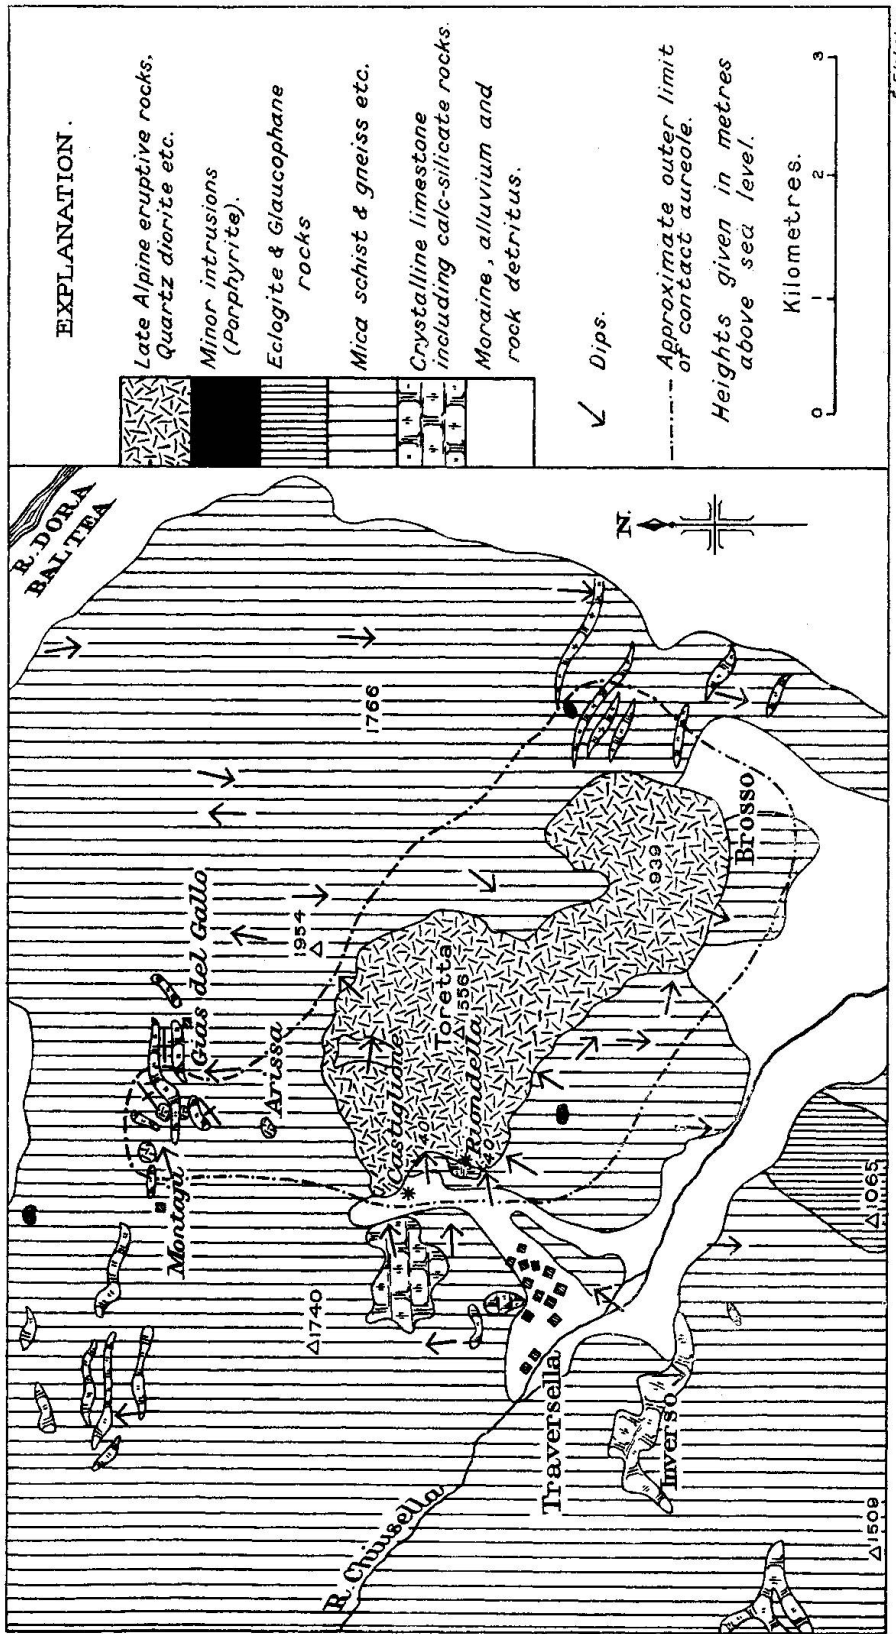 EXPLANATION.
Late Alpine eruptive rocks,
Quartz diorite etc.
Minor intrusions
(Porphyrite).
Eclogite & Glaucophane
rocks
Mica schist & gneiss etc.
Crystalline limestone
including calc-silicate rocks.
Moraine, alluvium and
rock detritus.
Dips.
Approximate outer limit
of contact aureole.
Heights given in metres
above sea level.
Kilometres.
0 1 2 3
R. DORA
BALTEA
N.
1766
Gias del Gallo
1954
Arissa
Montaju
Castiglione
Toretta
1556
Riondella
40
40
939
Brosso
1740
Traversella
R. Chiusella
Inverso
1065
1509